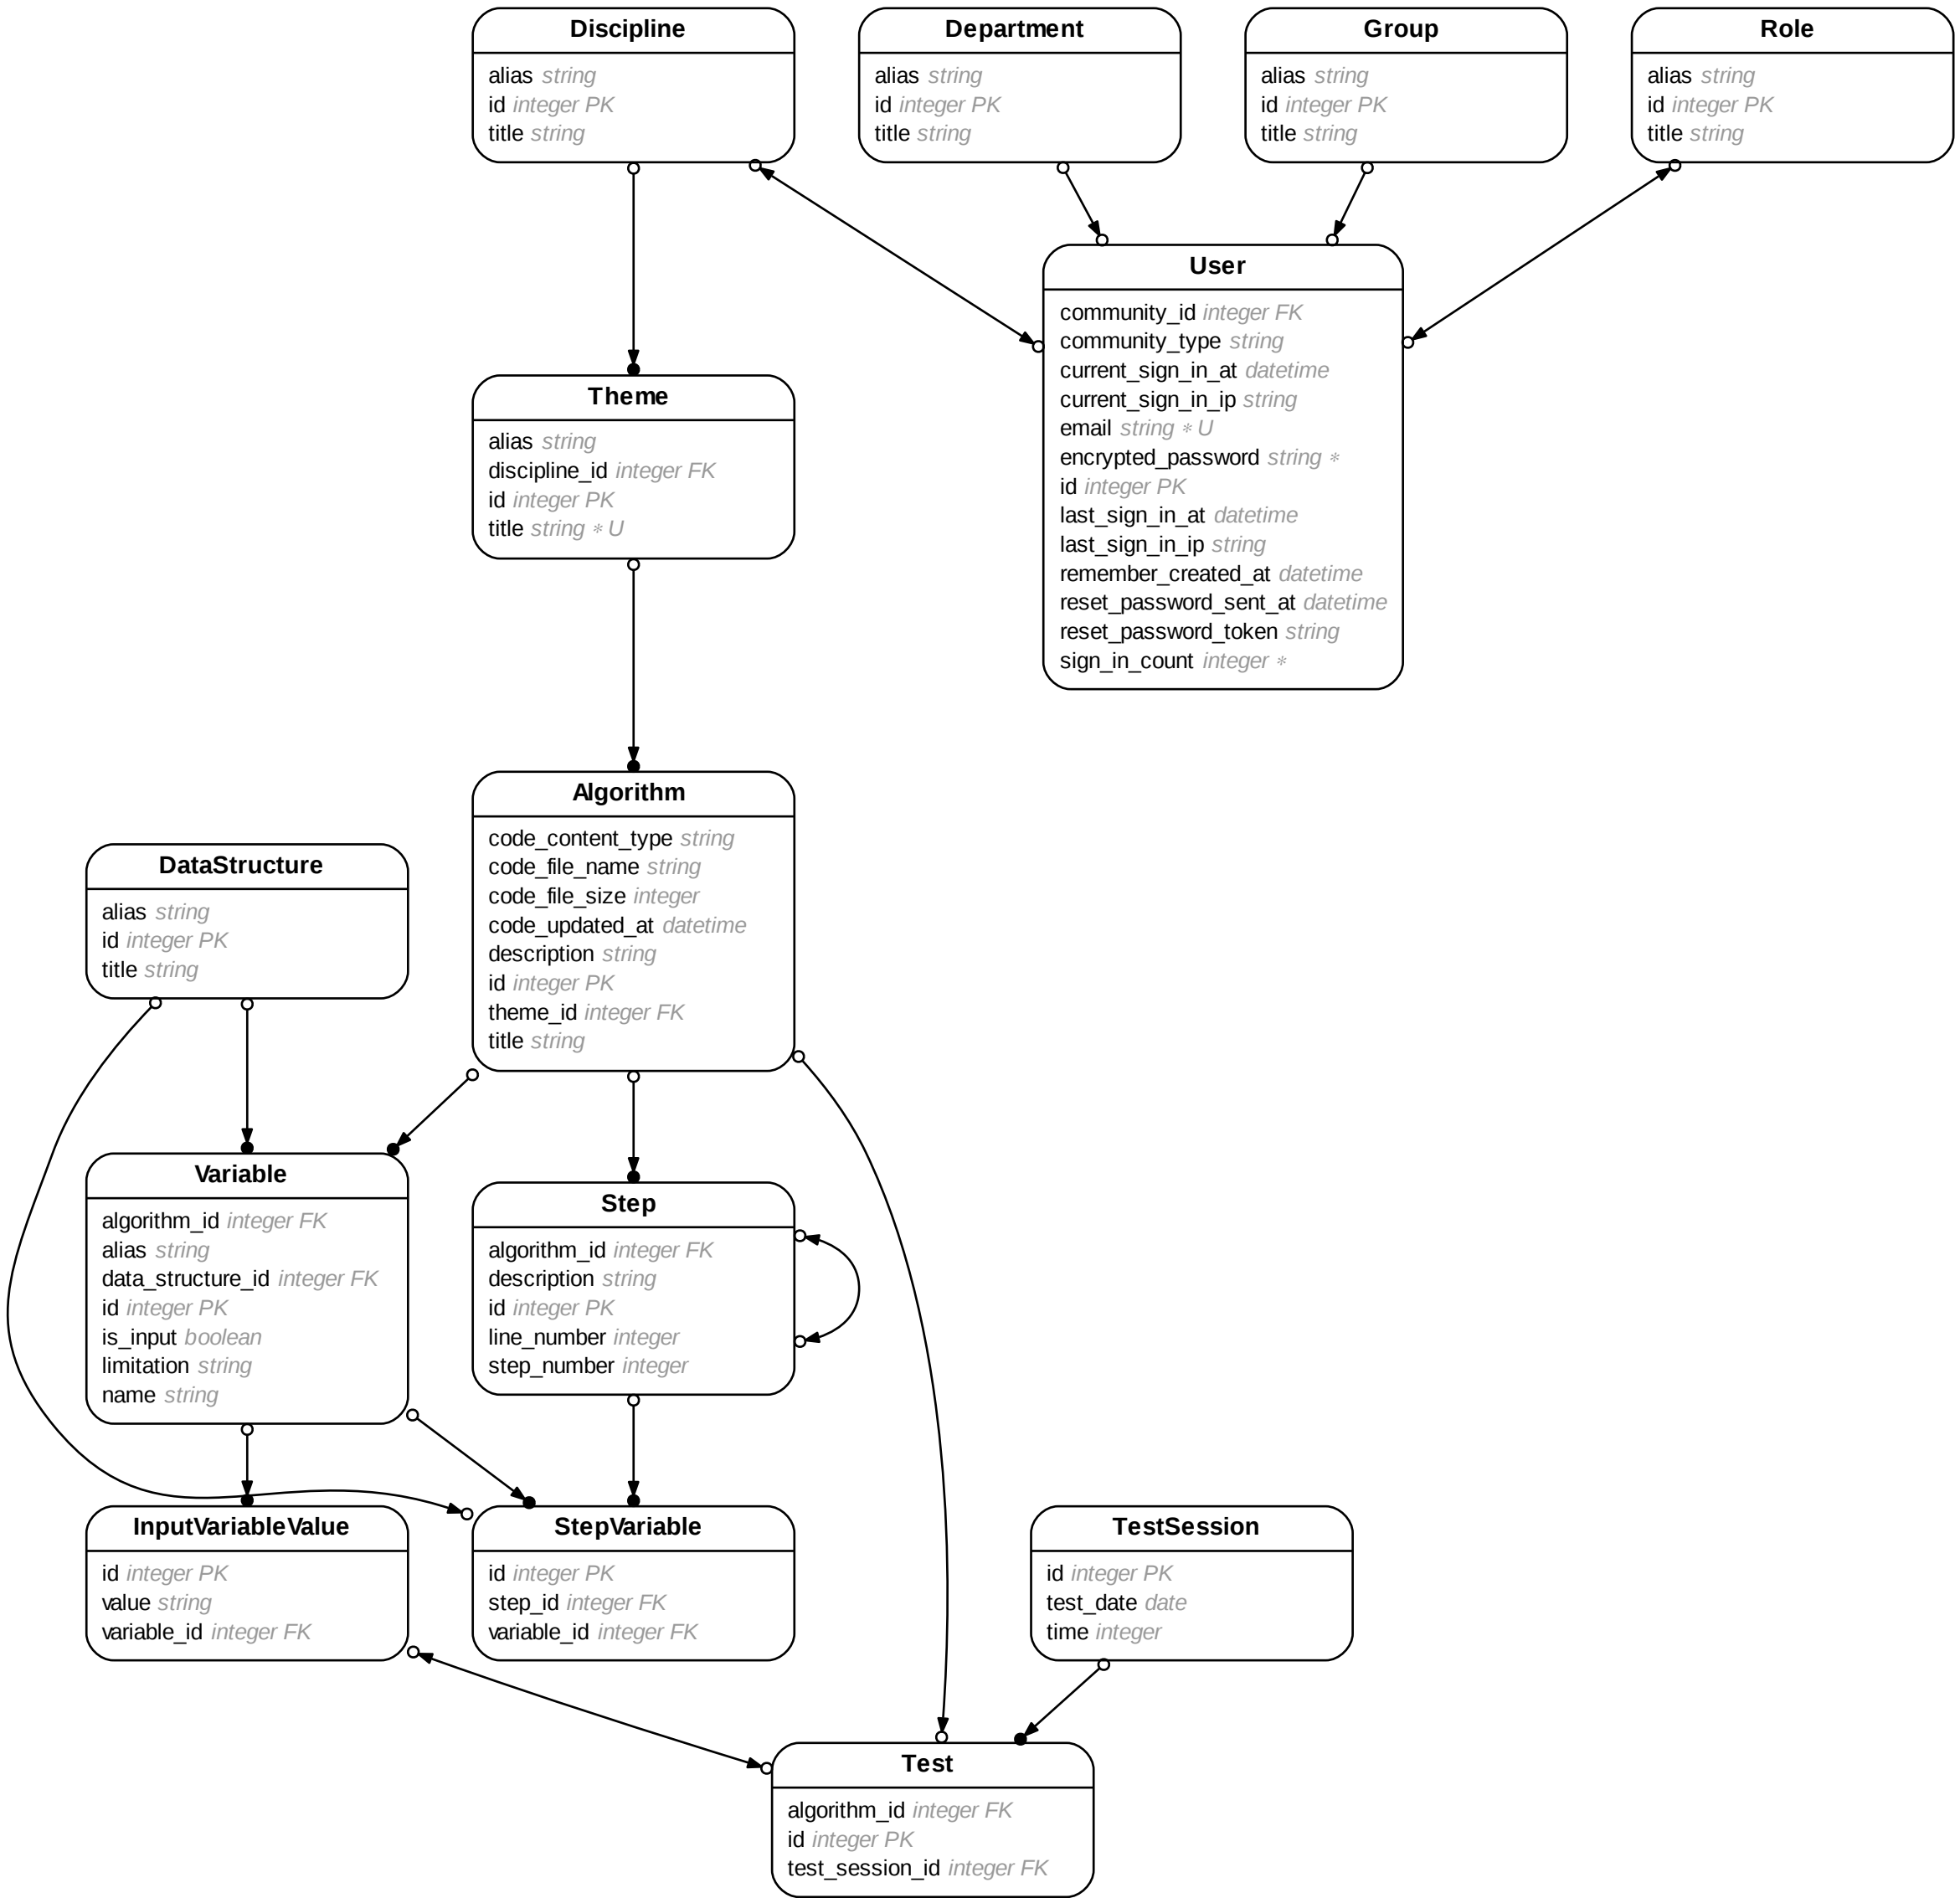 Discipline
alias string
id integer PK
title string
Department
alias string
id integer PK
title string
Group
alias string
id integer PK
title string
Role
alias string
id integer PK
title string
User
community_id integer FK
community_type string
current_sign_in_at datetime
current_sign_in_ip string
email string ∗ U
encrypted_password string ∗
id integer PK
last_sign_in_at datetime
last_sign_in_ip string
remember_created_at datetime
reset_password_sent_at datetime
reset_password_token string
sign_in_count integer ∗
Theme
alias string
discipline_id integer FK
id integer PK
title string ∗ U
Algorithm
code_content_type string
code_file_name string
code_file_size integer
code_updated_at datetime
description string
id integer PK
theme_id integer FK
title string
DataStructure
alias string
id integer PK
title string
Variable
algorithm_id integer FK
alias string
data_structure_id integer FK
id integer PK
is_input boolean
limitation string
name string
Step
algorithm_id integer FK
description string
id integer PK
line_number integer
step_number integer
InputVariableValue
id integer PK
value string
variable_id integer FK
StepVariable
id integer PK
step_id integer FK
variable_id integer FK
TestSession
id integer PK
test_date date
time integer
Test
algorithm_id integer FK
id integer PK
test_session_id integer FK